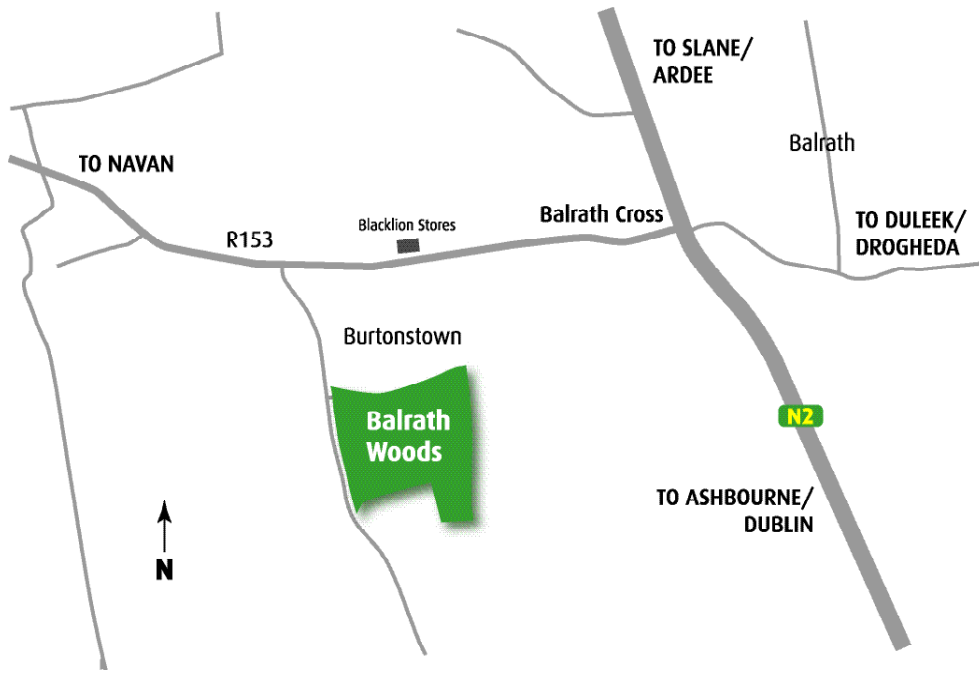 TO SLANE/
ARDEE
Balrath
TO NAVAN
Balrath Cross
TO DULEEK/
DROGHEDA
Blacklion Stores
R153
Burtonstown
Balrath
Woods
N2
TO ASHBOURNE/
DUBLIN
N